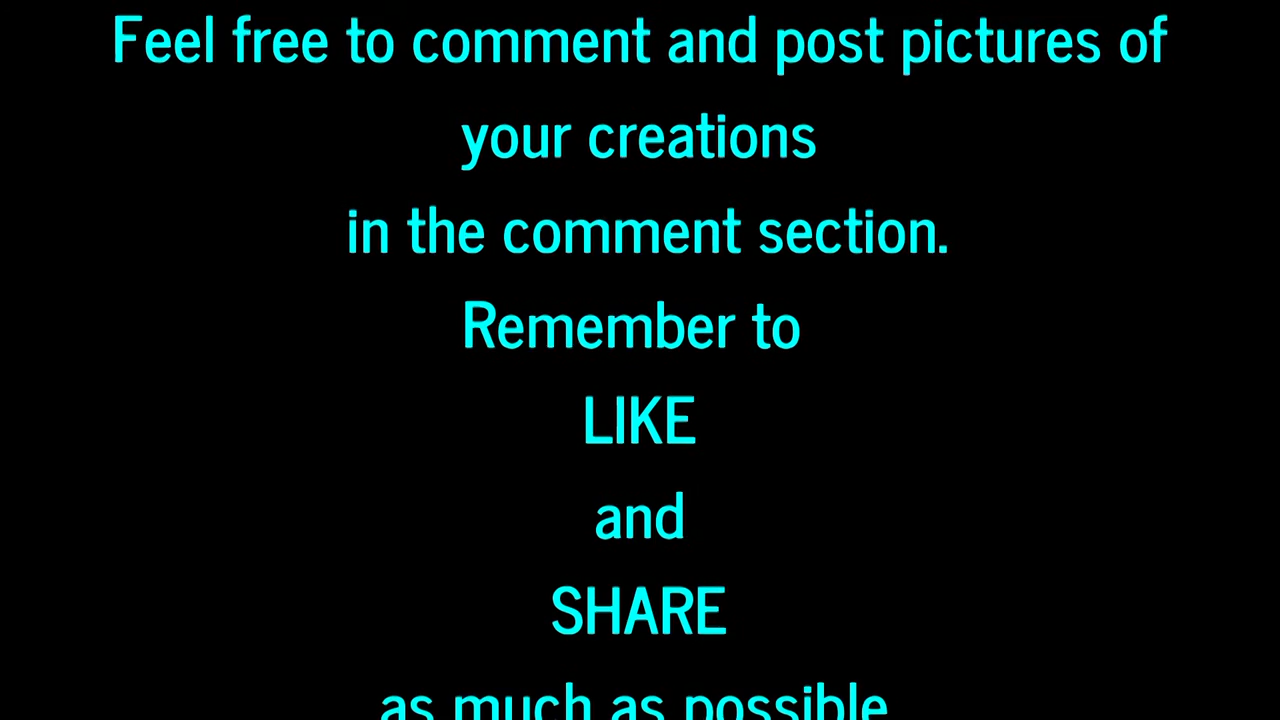 Feel free to comment and post pictures of
your creations
in the comment section.
Remember to
LIKE
and
SHARE
as much as possible